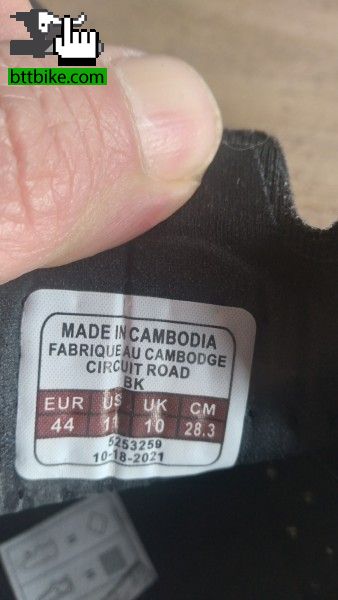 bttbike.com
MADE IN CAMBODIA
FABRIQUE AU CAMBODGE
CIRCUIT ROAD
BK
EUR US UK CM
44 11 10 28.3
5253259
10-18-2021